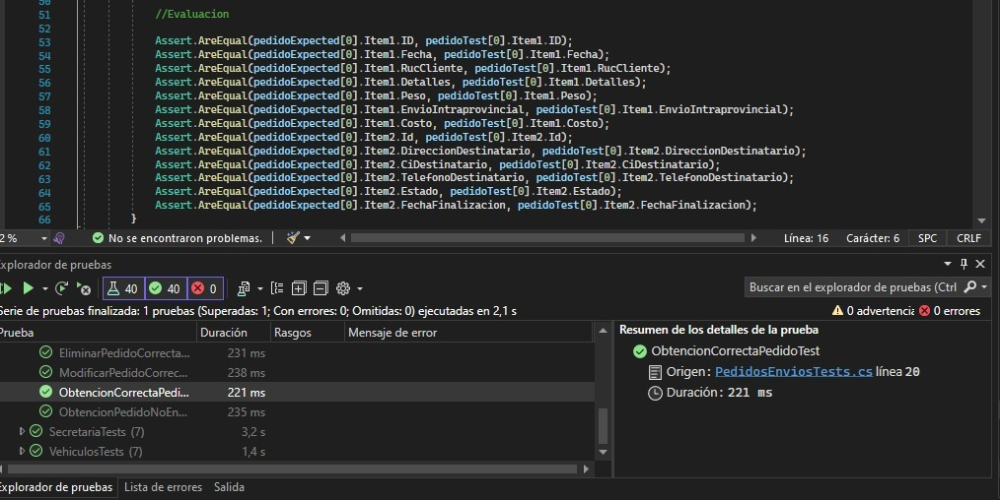 50
51 //Evaluacion
52
53 Assert.AreEqual(pedidoExpected[0].Item1.ID, pedidoTest[0].Item1.ID);
54 Assert.AreEqual(pedidoExpected[0].Item1.Fecha, pedidoTest[0].Item1.Fecha);
55 Assert.AreEqual(pedidoExpected[0].Item1.RucCliente, pedidoTest[0].Item1.RucCliente);
56 Assert.AreEqual(pedidoExpected[0].Item1.Detalles, pedidoTest[0].Item1.Detalles);
57 Assert.AreEqual(pedidoExpected[0].Item1.Peso, pedidoTest[0].Item1.Peso);
58 Assert.AreEqual(pedidoExpected[0].Item1.EnvioIntraprovincial, pedidoTest[0].Item1.EnvioIntraprovincial);
59 Assert.AreEqual(pedidoExpected[0].Item1.Costo, pedidoTest[0].Item1.Costo);
60 Assert.AreEqual(pedidoExpected[0].Item2.Id, pedidoTest[0].Item2.Id);
61 Assert.AreEqual(pedidoExpected[0].Item2.DireccionDestinatario, pedidoTest[0].Item2.DireccionDestinatario);
62 Assert.AreEqual(pedidoExpected[0].Item2.CiDestinatario, pedidoTest[0].Item2.CiDestinatario);
63 Assert.AreEqual(pedidoExpected[0].Item2.TelefonoDestinatario, pedidoTest[0].Item2.TelefonoDestinatario);
64 Assert.AreEqual(pedidoExpected[0].Item2.Estado, pedidoTest[0].Item2.Estado);
65 Assert.AreEqual(pedidoExpected[0].Item2.FechaFinalizacion, pedidoTest[0].Item2.FechaFinalizacion);
66 }
2 % No se encontraron problemas. Línea: 16 Carácter: 6 SPC CRLF
xplorador de pruebas
40 40 0 Buscar en el explorador de pruebas (Ctrl
Serie de pruebas finalizada: 1 pruebas (Superadas: 1; Con errores: 0; Omitidas: 0) ejecutadas en 2,1 s 0 advertencia 0 errores
Prueba Duración Rasgos Mensaje de error
EliminarPedidoCorrecta... 231 ms
ModificarPedidoCorrec... 238 ms
ObtencionCorrectaPedi... 221 ms
ObtencionPedidoNoEn... 235 ms
SecretariaTests (7) 3,2 s
VehiculosTests (7) 1,4 s
Resumen de los detalles de la prueba
ObtencionCorrectaPedidoTest
Origen: PedidosEnviosTests.cs línea 20
Duración: 221 ms
Explorador de pruebas Lista de errores Salida